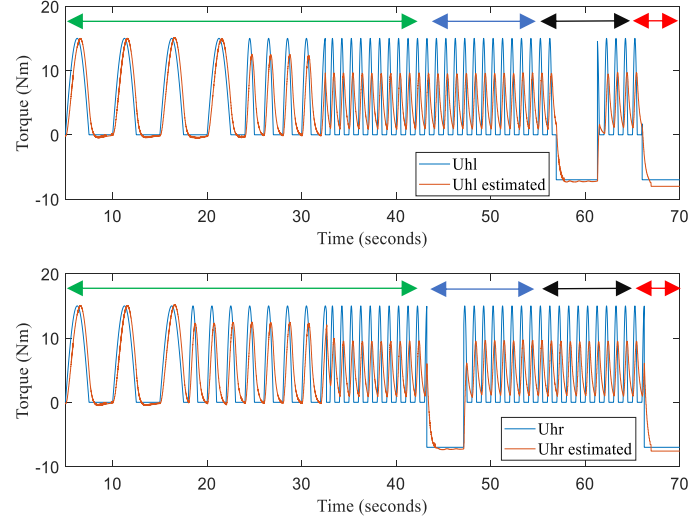 20
10
0
-10
Torque (Nm)
Uhl
Uhl estimated
10 20 30 40 50 60 70
Time (seconds)
20
10
0
-10
Torque (Nm)
Uhr
Uhr estimated
10 20 30 40 50 60 70
Time (seconds)